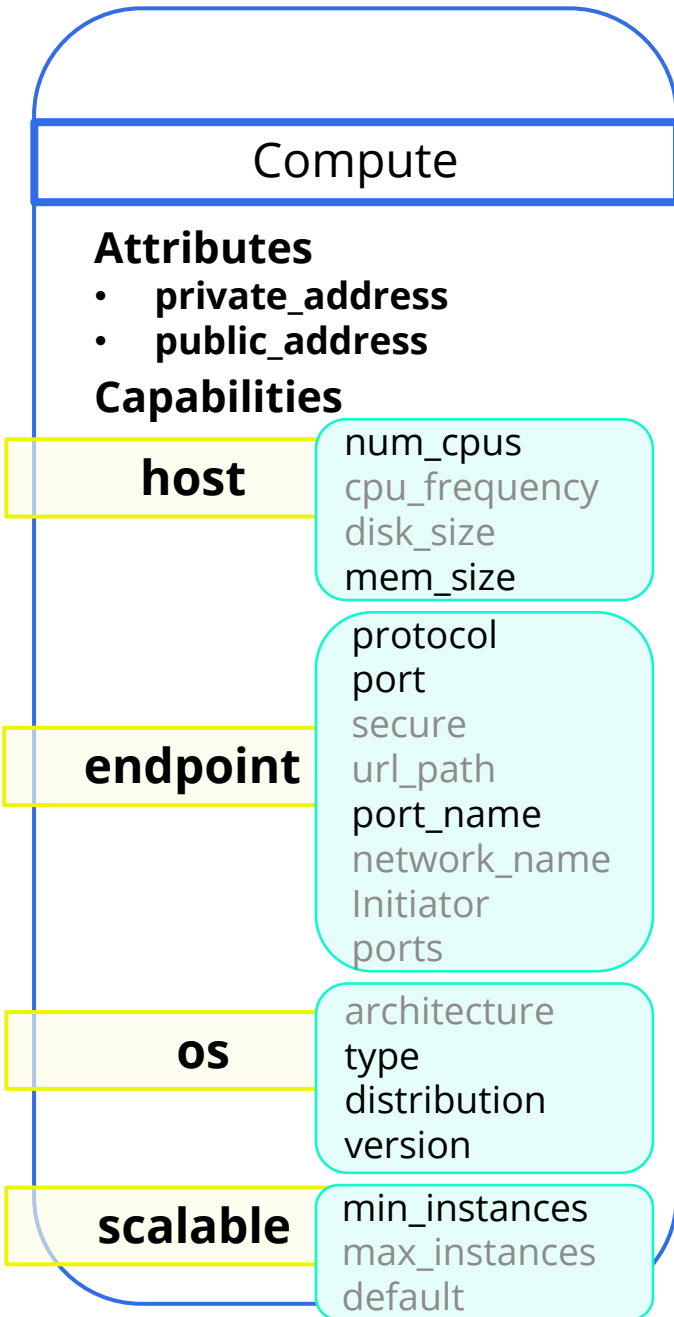 Compute
Attributes
• private_address
• public_address
Capabilities
host
num_cpus
cpu_frequency
disk_size
mem_size
endpoint
protocol
port
secure
url_path
port_name
network_name
Initiator
ports
os
architecture
type
distribution
version
scalable
min_instances
max_instances
default